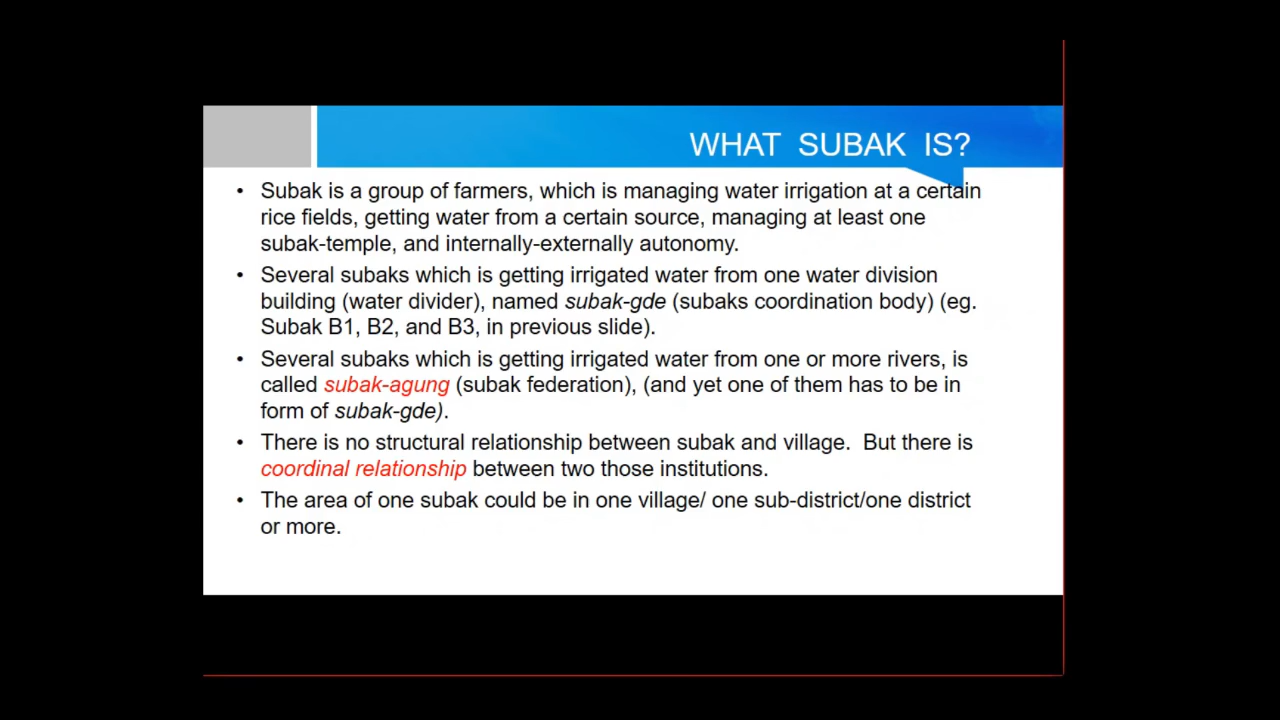 WHAT SUBAK IS?
• Subak is a group of farmers, which is managing water irrigation at a certain
rice fields, getting water from a certain source, managing at least one
subak-temple, and internally-externally autonomy.
• Several subaks which is getting irrigated water from one water division
building (water divider), named subak-gde (subaks coordination body) (eg.
Subak B1, B2, and B3, in previous slide).
• Several subaks which is getting irrigated water from one or more rivers, is
called subak-agung (subak federation), (and yet one of them has to be in
form of subak-gde).
• There is no structural relationship between subak and village. But there is
coordinal relationship between two those institutions.
• The area of one subak could be in one village/ one sub-district/one district
or more.